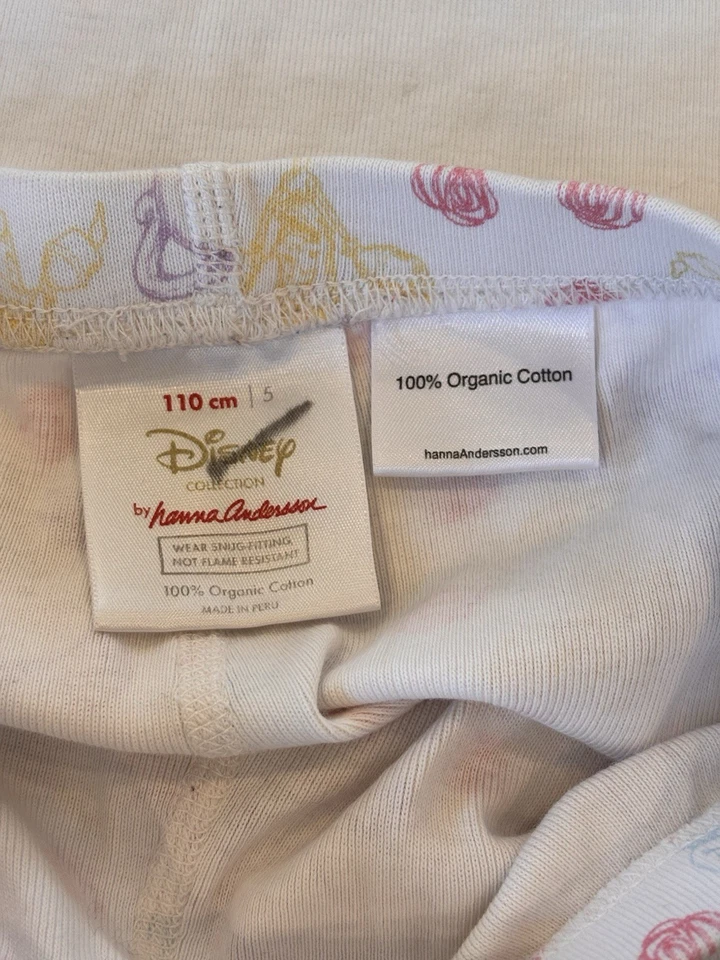 110 cm | 5
Disney
COLLECTION
by hanna Andersson
WEAR SNUG-FITTING,
NOT FLAME RESISTANT
100% Organic Cotton
MADE IN PERU
100% Organic Cotton
hannaAndersson.com